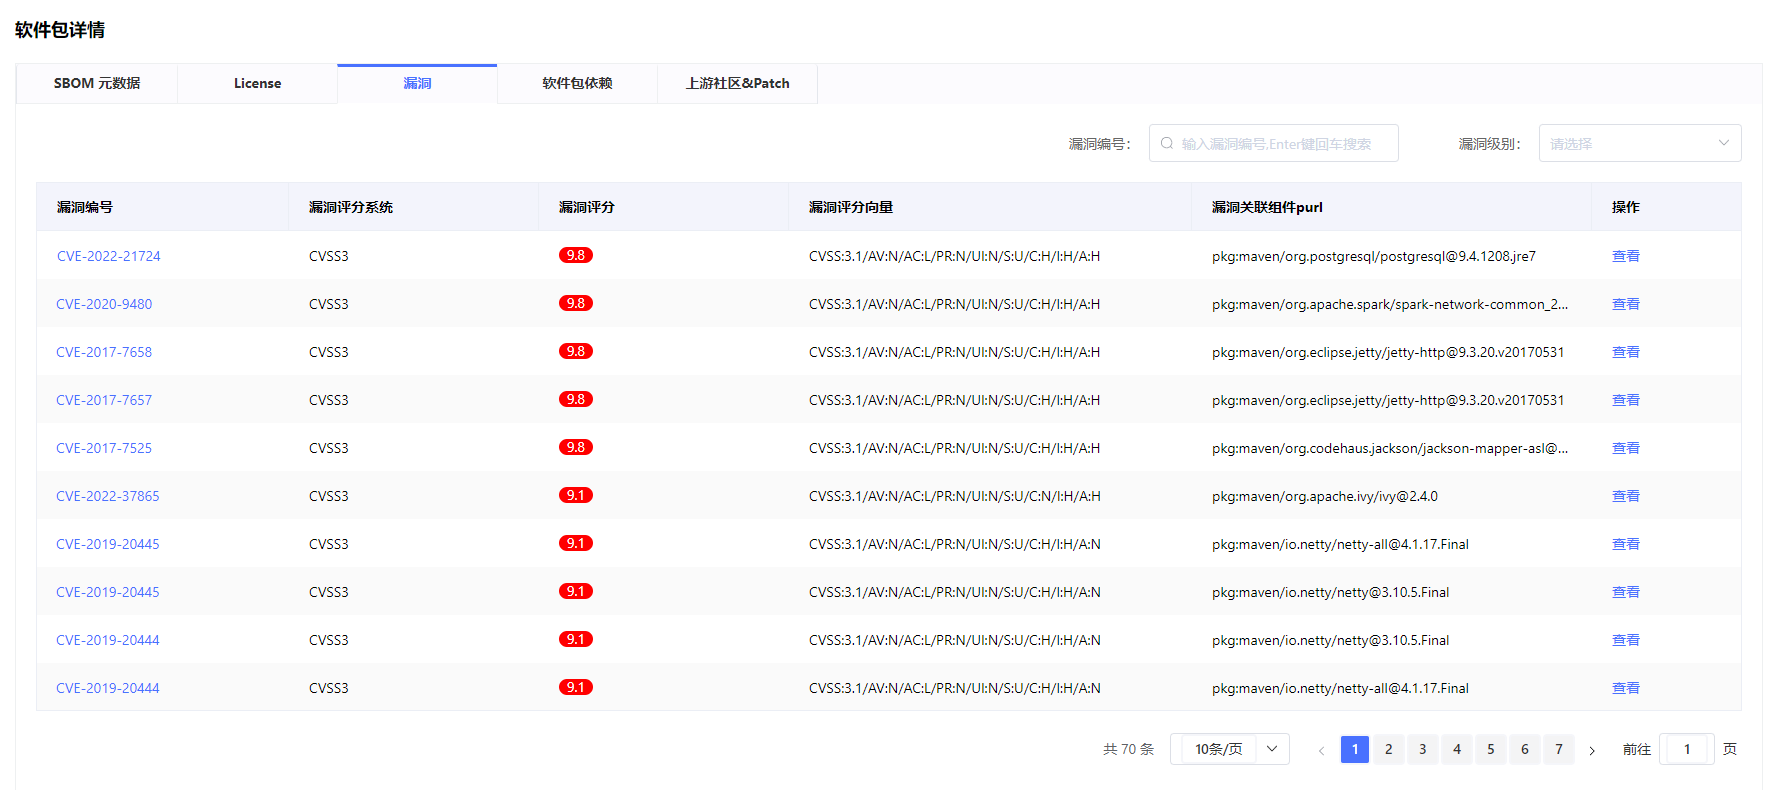 软件包详情
SBOM 元数据 License 漏洞 软件包依赖 上游社区&Patch
漏洞编号： 输入漏洞编号,Enter键回车搜索 漏洞级别： 请选择
漏洞编号 漏洞评分系统 漏洞评分 漏洞评分向量 漏洞关联组件purl 操作
CVE-2022-21724 CVSS3 9.8 CVSS:3.1/AV:N/AC:L/PR:N/UI:N/S:U/C:H/I:H/A:H pkg:maven/org.postgresql/postgresql@9.4.1208.jre7 查看
CVE-2020-9480 CVSS3 9.8 CVSS:3.1/AV:N/AC:L/PR:N/UI:N/S:U/C:H/I:H/A:H pkg:maven/org.apache.spark/spark-network-common_2... 查看
CVE-2017-7658 CVSS3 9.8 CVSS:3.1/AV:N/AC:L/PR:N/UI:N/S:U/C:H/I:H/A:H pkg:maven/org.eclipse.jetty/jetty-http@9.3.20.v20170531 查看
CVE-2017-7657 CVSS3 9.8 CVSS:3.1/AV:N/AC:L/PR:N/UI:N/S:U/C:H/I:H/A:H pkg:maven/org.eclipse.jetty/jetty-http@9.3.20.v20170531 查看
CVE-2017-7525 CVSS3 9.8 CVSS:3.1/AV:N/AC:L/PR:N/UI:N/S:U/C:H/I:H/A:H pkg:maven/org.codehaus.jackson/jackson-mapper-asl@... 查看
CVE-2022-37865 CVSS3 9.1 CVSS:3.1/AV:N/AC:L/PR:N/UI:N/S:U/C:N/I:H/A:H pkg:maven/org.apache.ivy/ivy@2.4.0 查看
CVE-2019-20445 CVSS3 9.1 CVSS:3.1/AV:N/AC:L/PR:N/UI:N/S:U/C:H/I:H/A:N pkg:maven/io.netty/netty-all@4.1.17.Final 查看
CVE-2019-20445 CVSS3 9.1 CVSS:3.1/AV:N/AC:L/PR:N/UI:N/S:U/C:H/I:H/A:N pkg:maven/io.netty/netty@3.10.5.Final 查看
CVE-2019-20444 CVSS3 9.1 CVSS:3.1/AV:N/AC:L/PR:N/UI:N/S:U/C:H/I:H/A:N pkg:maven/io.netty/netty@3.10.5.Final 查看
CVE-2019-20444 CVSS3 9.1 CVSS:3.1/AV:N/AC:L/PR:N/UI:N/S:U/C:H/I:H/A:N pkg:maven/io.netty/netty-all@4.1.17.Final 查看
共 70 条 10条/页 1 2 3 4 5 6 7 前往 1 页